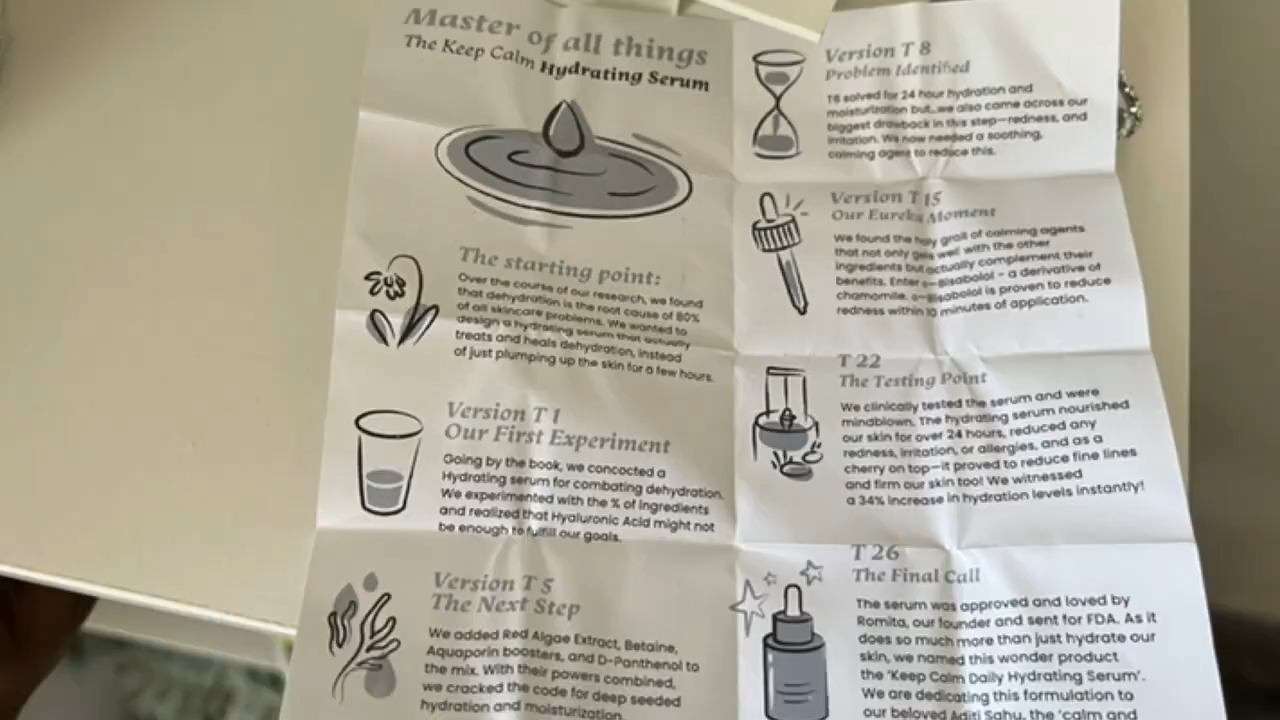 Master of all things
The Keep Calm Hydrating Serum
The starting point:
Over the course of our research, we found
that dehydration is the root cause of 80%
of all skincare problems. We wanted to
design a hydrating serum that actually
treats and heals dehydration, instead
of just plumping up the skin for a few hours.
Version T 1
Our First Experiment
Going by the book, we concocted a
Hydrating serum for combating dehydration.
We experimented with the % of ingredients
and realized that Hyaluronic Acid might not
be enough to fulfill our goals.
Version T 5
The Next Step
We added Red Algae Extract, Betaine,
Aquaporin boosters, and D-Panthenol to
the mix. With their powers combined,
we cracked the code for deep seeded
hydration and moisturization.
Version T 8
Problem Identified
solved for 24 hour hydration and
moisturization but, we also came across our
biggest drawback in this step—redness, and
irritation. We now needed a soothing,
calming agent to reduce this.
Version T 15
Our Eureka Moment
We found the holy grail of calming agents
that not only gels well with the other
ingredients but actually complement their
benefits. Enter α-Bisabolol - a derivative of
chamomile. α-Bisabolol is proven to reduce
redness within 10 minutes of application.
T 22
The Testing Point
We clinically tested the serum and were
mindblown. The hydrating serum nourished
our skin for over 24 hours, reduced any
redness, irritation, or allergies, and as a
cherry on top—it proved to reduce fine lines
and firm our skin too! We witnessed
a 34% increase in hydration levels instantly!
T 26
The Final Call
The serum was approved and loved by
Romita, our founder and sent for FDA. As it
does so much more than just hydrate our
skin, we named this wonder product
the 'Keep Calm Daily Hydrating Serum'.
We are dedicating this formulation to
our beloved Aditi Sahu, the 'calm and